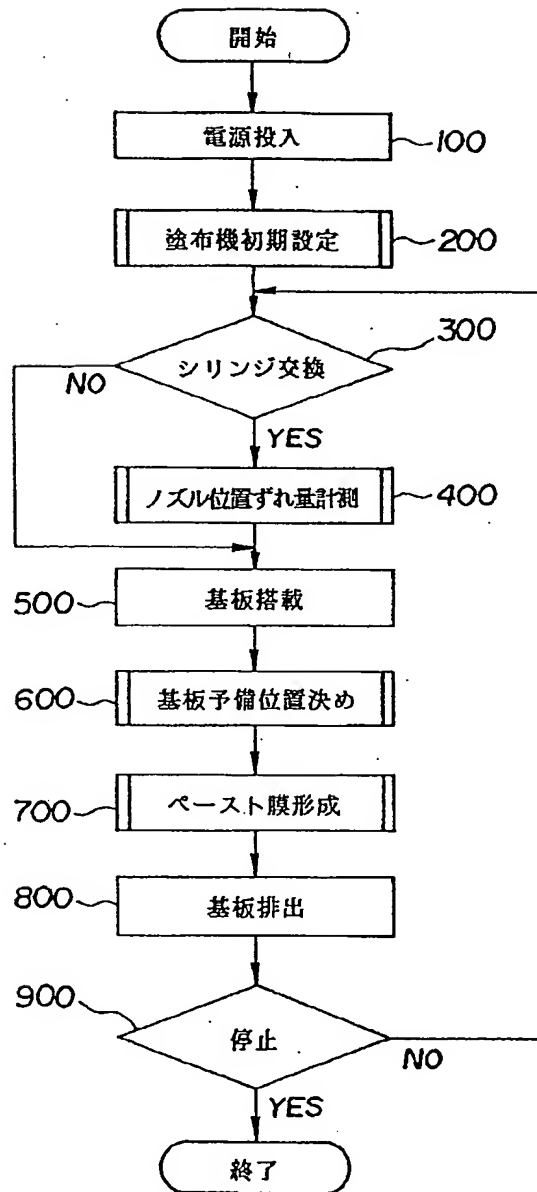 開始
電源投入
100
塗布機初期設定
200
シリンジ交換
300
NO
YES
ノズル位置ずれ量計測
400
500
基板搭載
600
基板予備位置決め
700
ペースト膜形成
800
基板排出
900
停止
NO
YES
終了